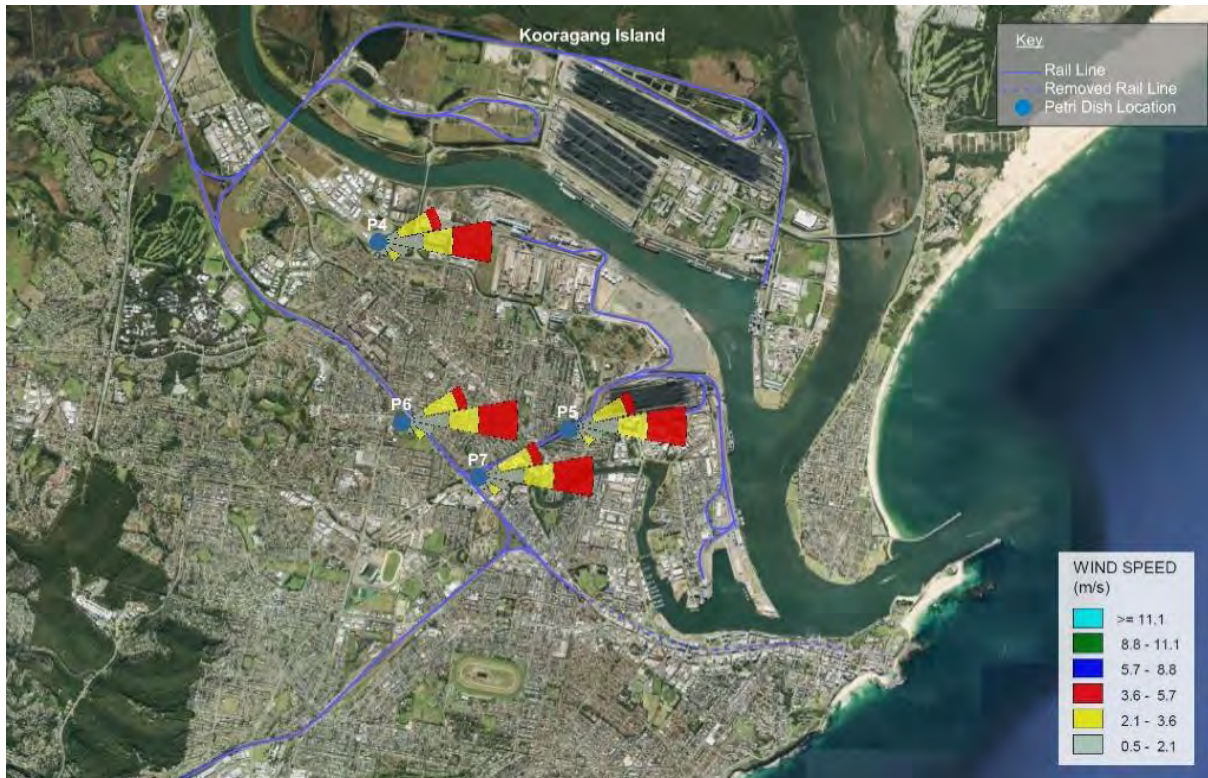 Kooragang Island
Key
Rail Line
Removed Rail Line
Petri Dish Location
P4
P6
P5
P7
WIND SPEED
(m/s)
>= 11.1
8.8 - 11.1
5.7 - 8.8
3.6 - 5.7
2.1 - 3.6
0.5 - 2.1